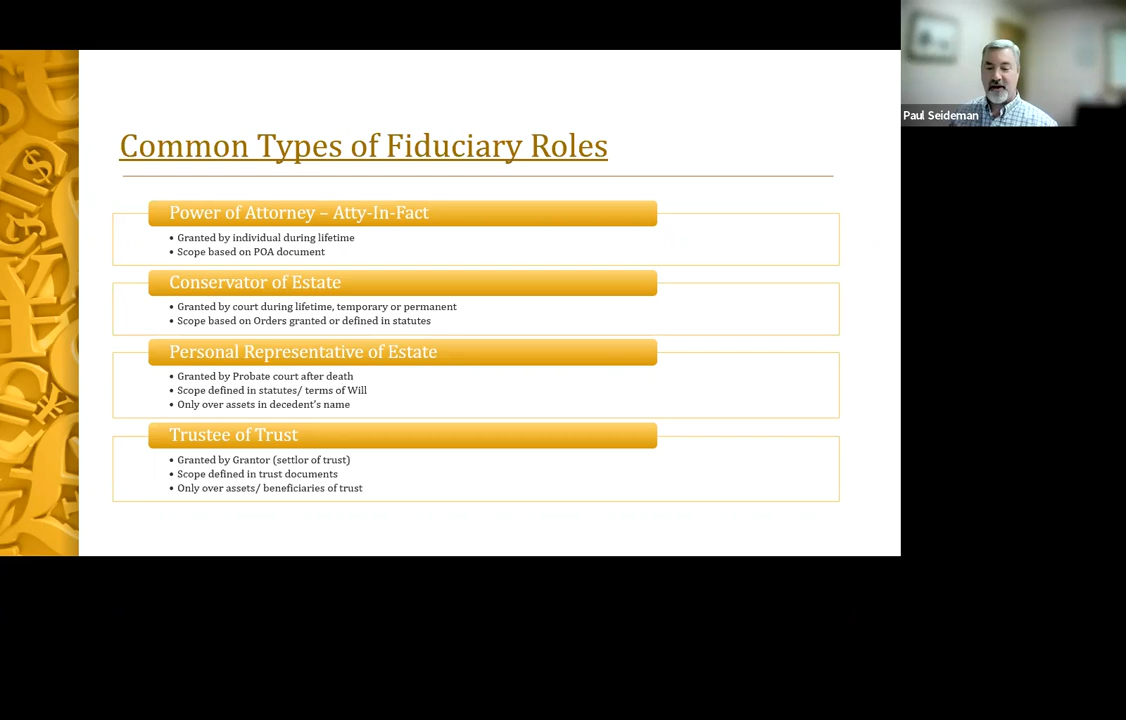 Paul Seideman
Common Types of Fiduciary Roles
Power of Attorney – Atty-In-Fact
• Granted by individual during lifetime
• Scope based on POA document
Conservator of Estate
• Granted by court during lifetime, temporary or permanent
• Scope based on Orders granted or defined in statutes
Personal Representative of Estate
• Granted by Probate court after death
• Scope defined in statutes/ terms of Will
• Only over assets in decedent's name
Trustee of Trust
• Granted by Grantor (settlor of trust)
• Scope defined in trust documents
• Only over assets/ beneficiaries of trust